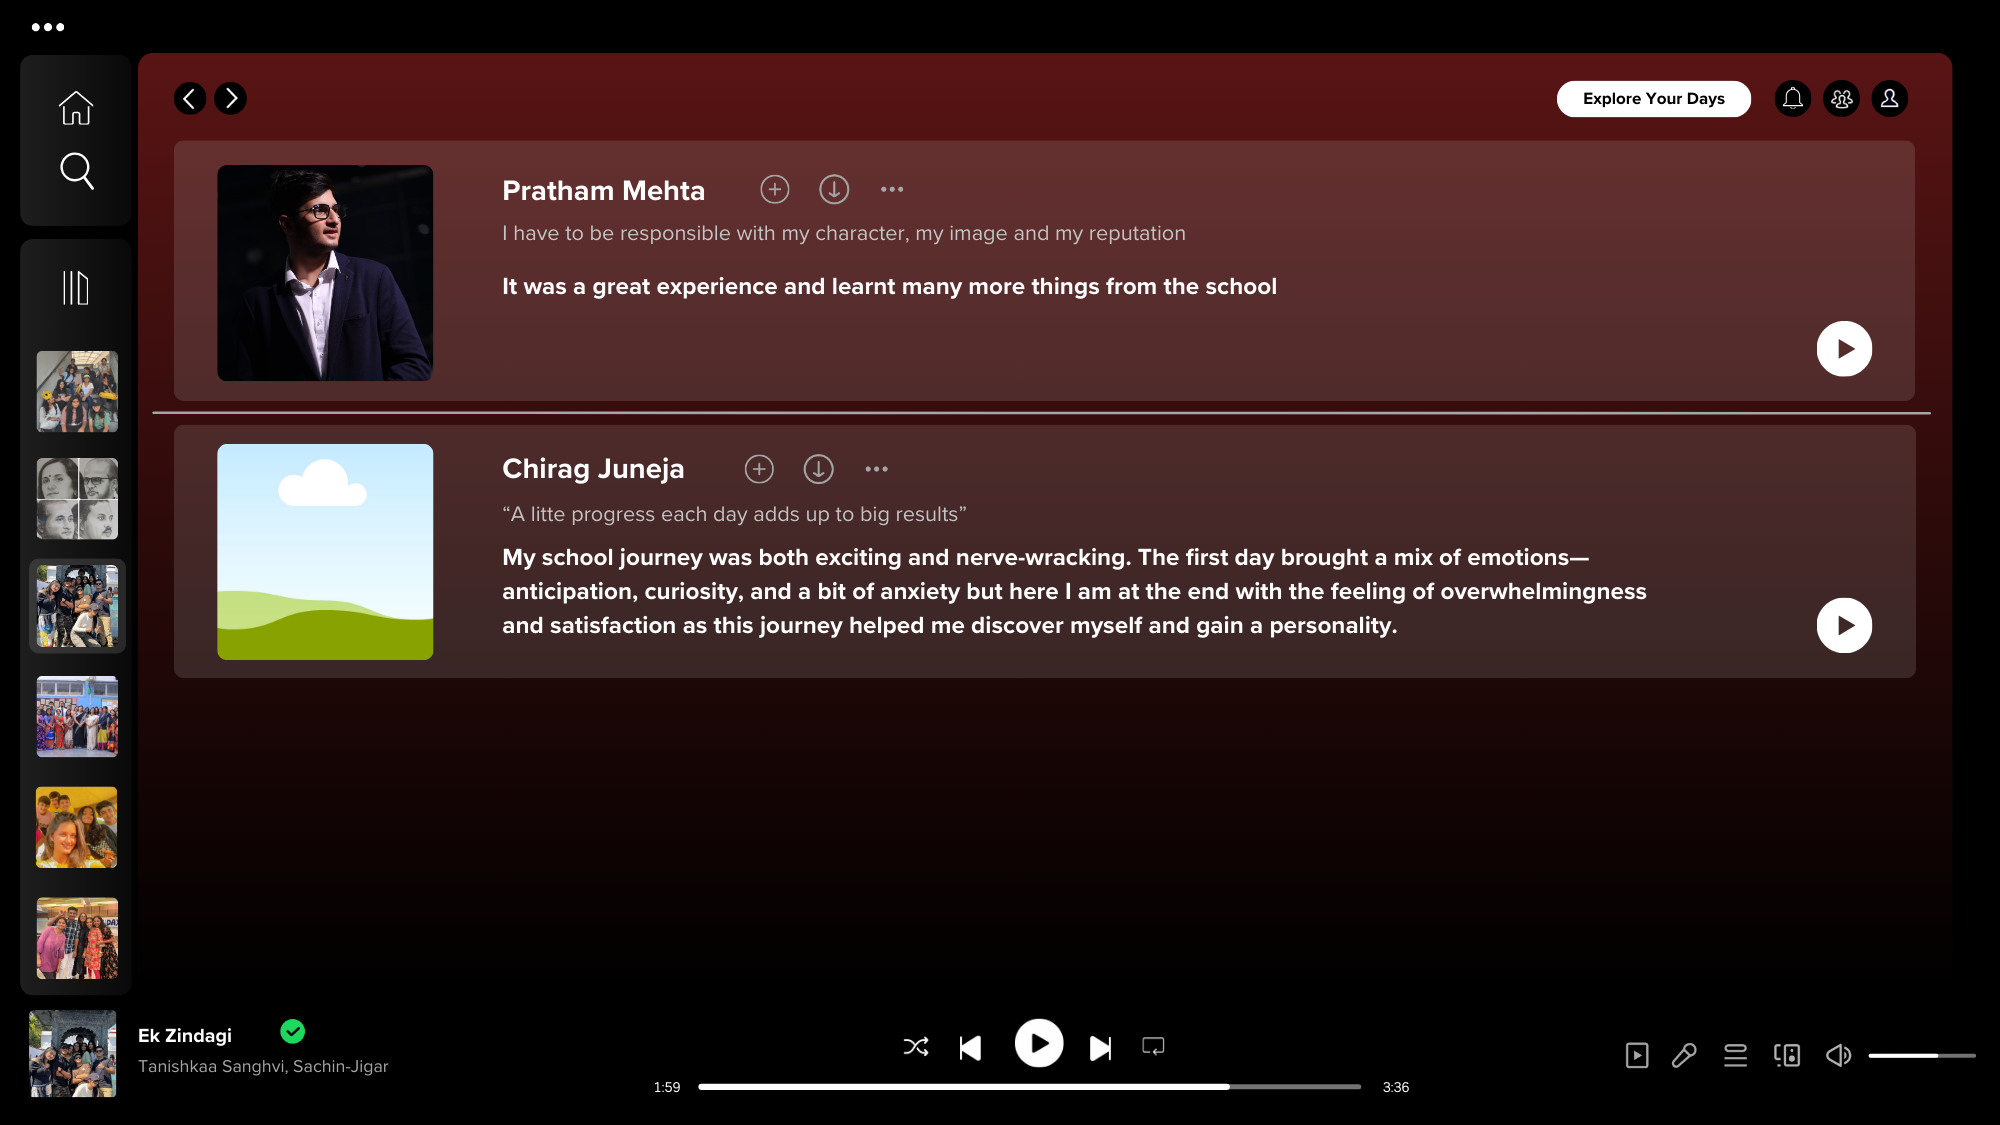 Explore Your Days
Pratham Mehta
I have to be responsible with my character, my image and my reputation
It was a great experience and learnt many more things from the school
Chirag Juneja
“A litte progress each day adds up to big results”
My school journey was both exciting and nerve-wracking. The first day brought a mix of emotions—
anticipation, curiosity, and a bit of anxiety but here I am at the end with the feeling of overwhelmingness
and satisfaction as this journey helped me discover myself and gain a personality.
Ek Zindagi
Tanishkaa Sanghvi, Sachin-Jigar
1:59
3:36